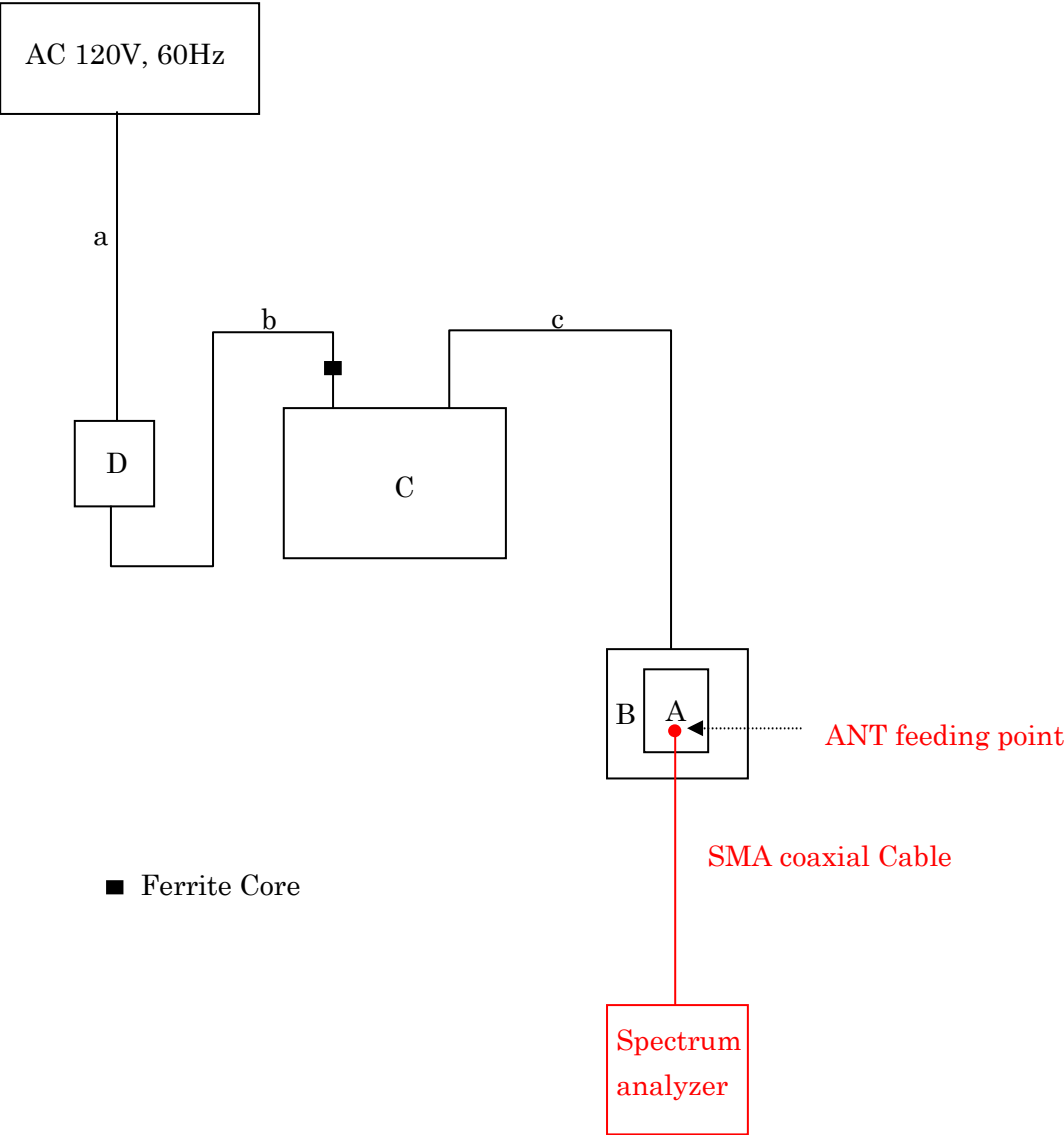 AC 120V, 60Hz
a
b
c
D
C
B
A
ANT feeding point
SMA coaxial Cable
Ferrite Core
Spectrum
analyzer